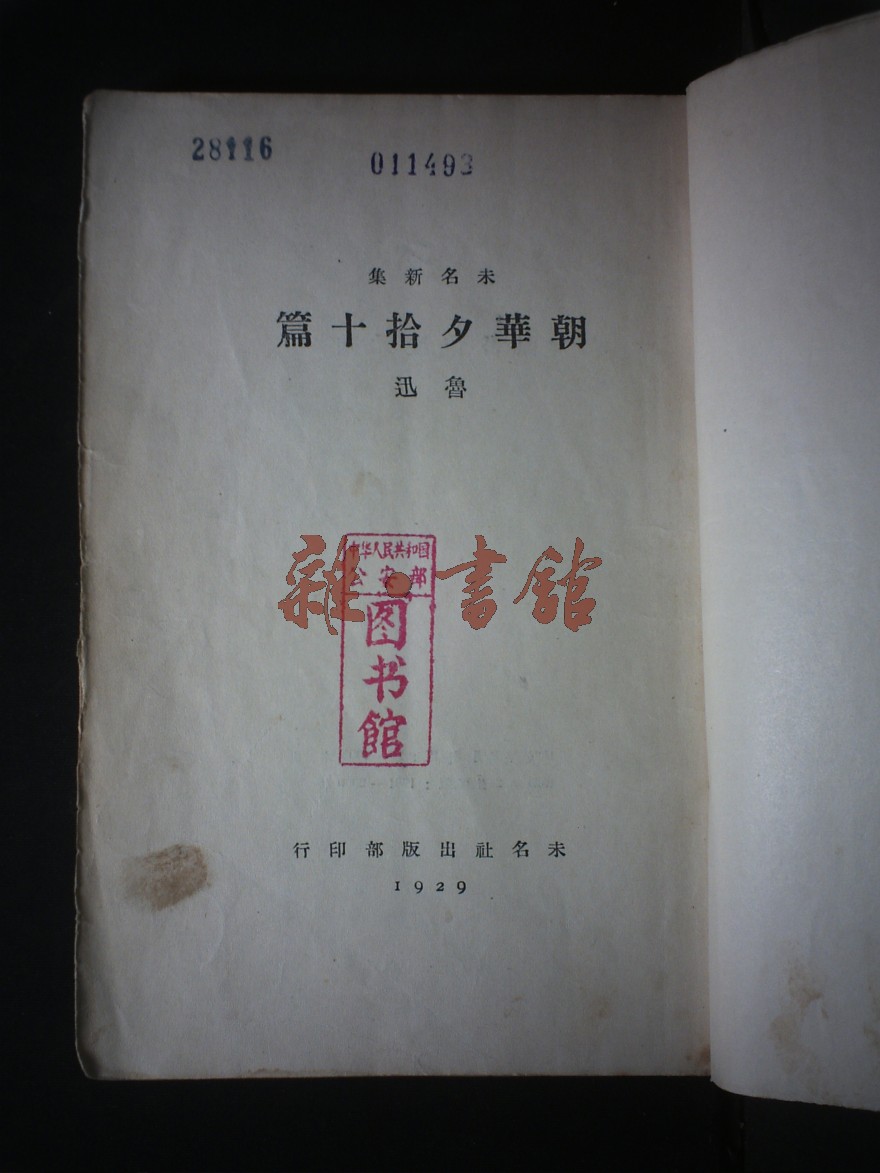 28116
011493
未名新集
朝華夕拾十篇
魯迅
中华人民共和国
公安部
图书馆
雜·書館
未名社出版部印行
1929